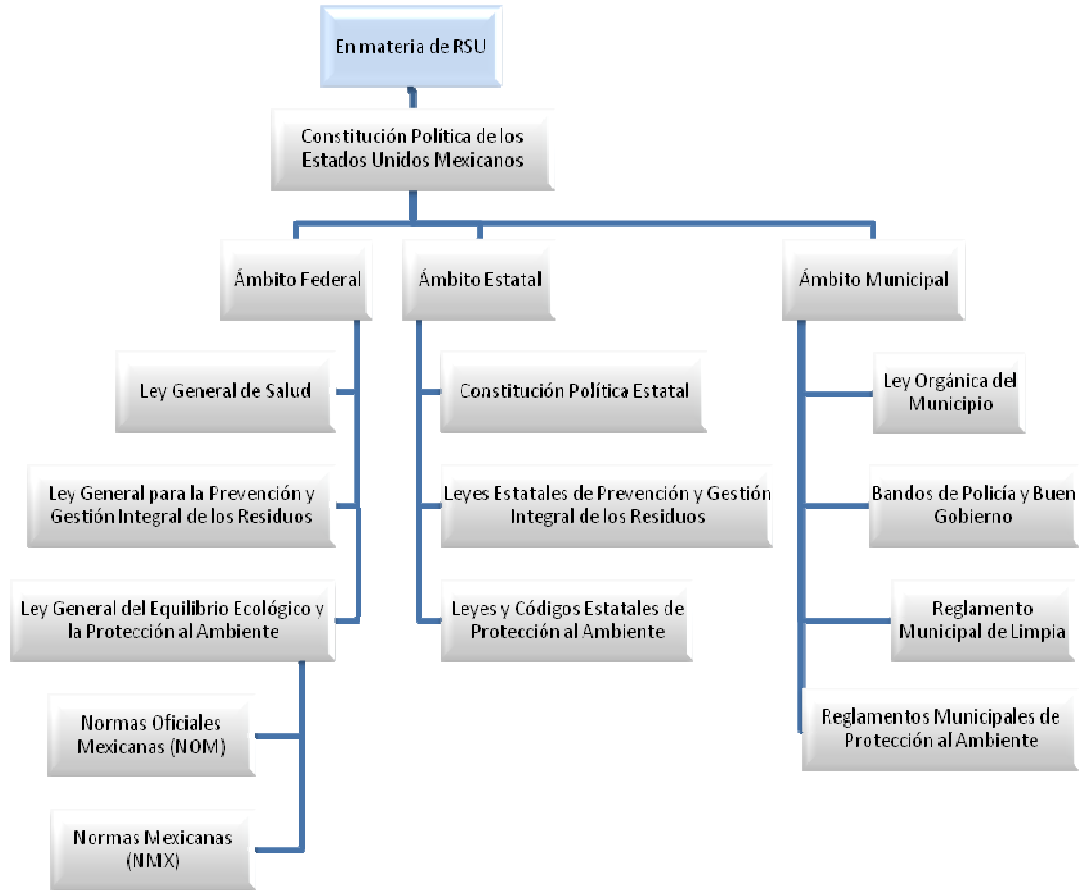 En materia de RSU
Constitución Política de los
Estados Unidos Mexicanos
Ámbito Federal
Ley General de Salud
Ley General para la Prevención y
Gestión Integral de los Residuos
Ley General del Equilibrio Ecológico y
la Protección al Ambiente
Normas Oficiales
Mexicanas (NOM)
Normas Mexicanas
(NMX)
Ámbito Estatal
Constitución Política Estatal
Leyes Estatales de Prevención y Gestión
Integral de los Residuos
Leyes y Códigos Estatales de
Protección al Ambiente
Ámbito Municipal
Ley Orgánica del
Municipio
Bandos de Policía y Buen
Gobierno
Reglamento
Municipal de Limpia
Reglamentos Municipales de
Protección al Ambiente